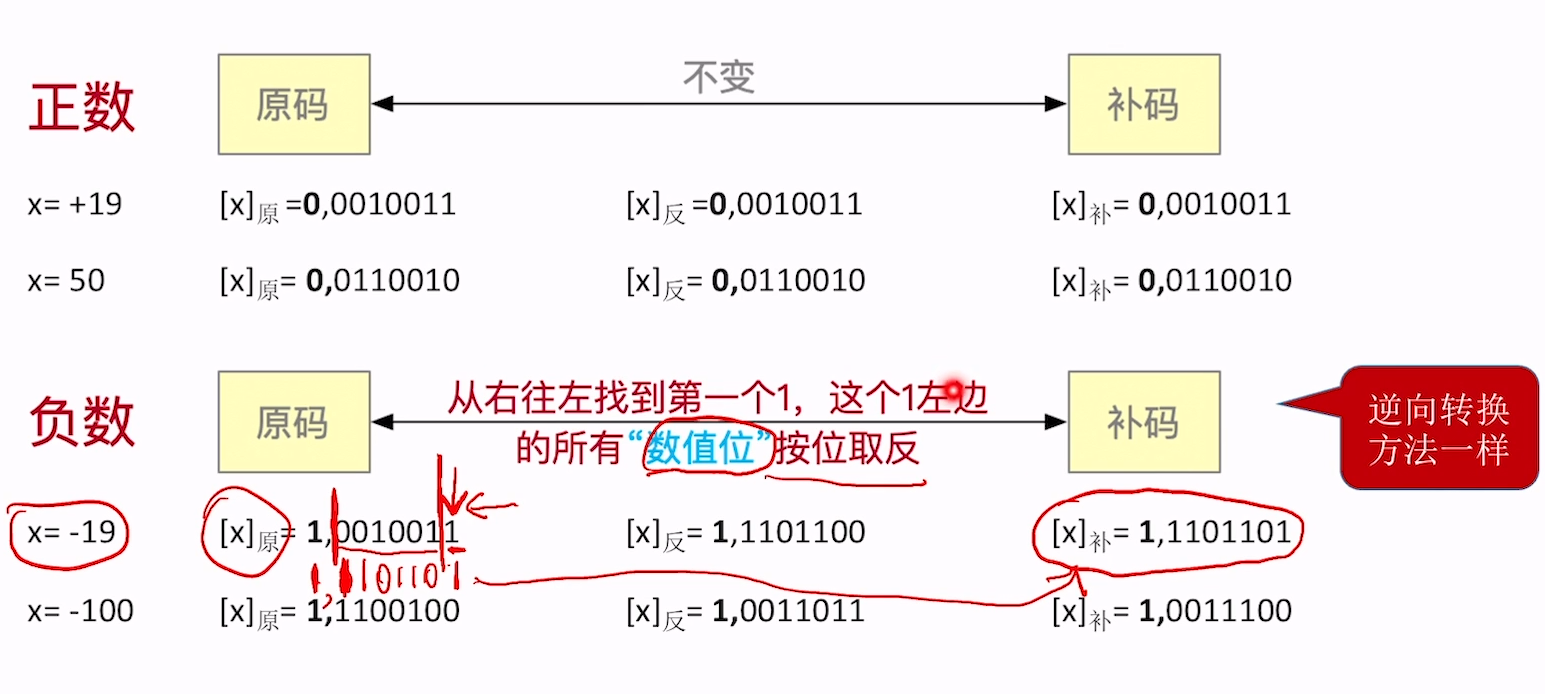 不变
正数 原码 补码
x= +19 [x]原 =0,0010011 [x]反 =0,0010011 [x]补= 0,0010011
x= 50 [x]原= 0,0110010 [x]反= 0,0110010 [x]补= 0,0110010
从右往左找到第一个1，这个1左边
负数 原码 的所有“数值位”按位取反 补码
逆向转换
方法一样
x= -19 [x]原= 1,0010011 [x]反= 1,1101100 [x]补= 1,1101101
1,1101101
x= -100 [x]原= 1,1100100 [x]反= 1,0011011 [x]补= 1,0011100